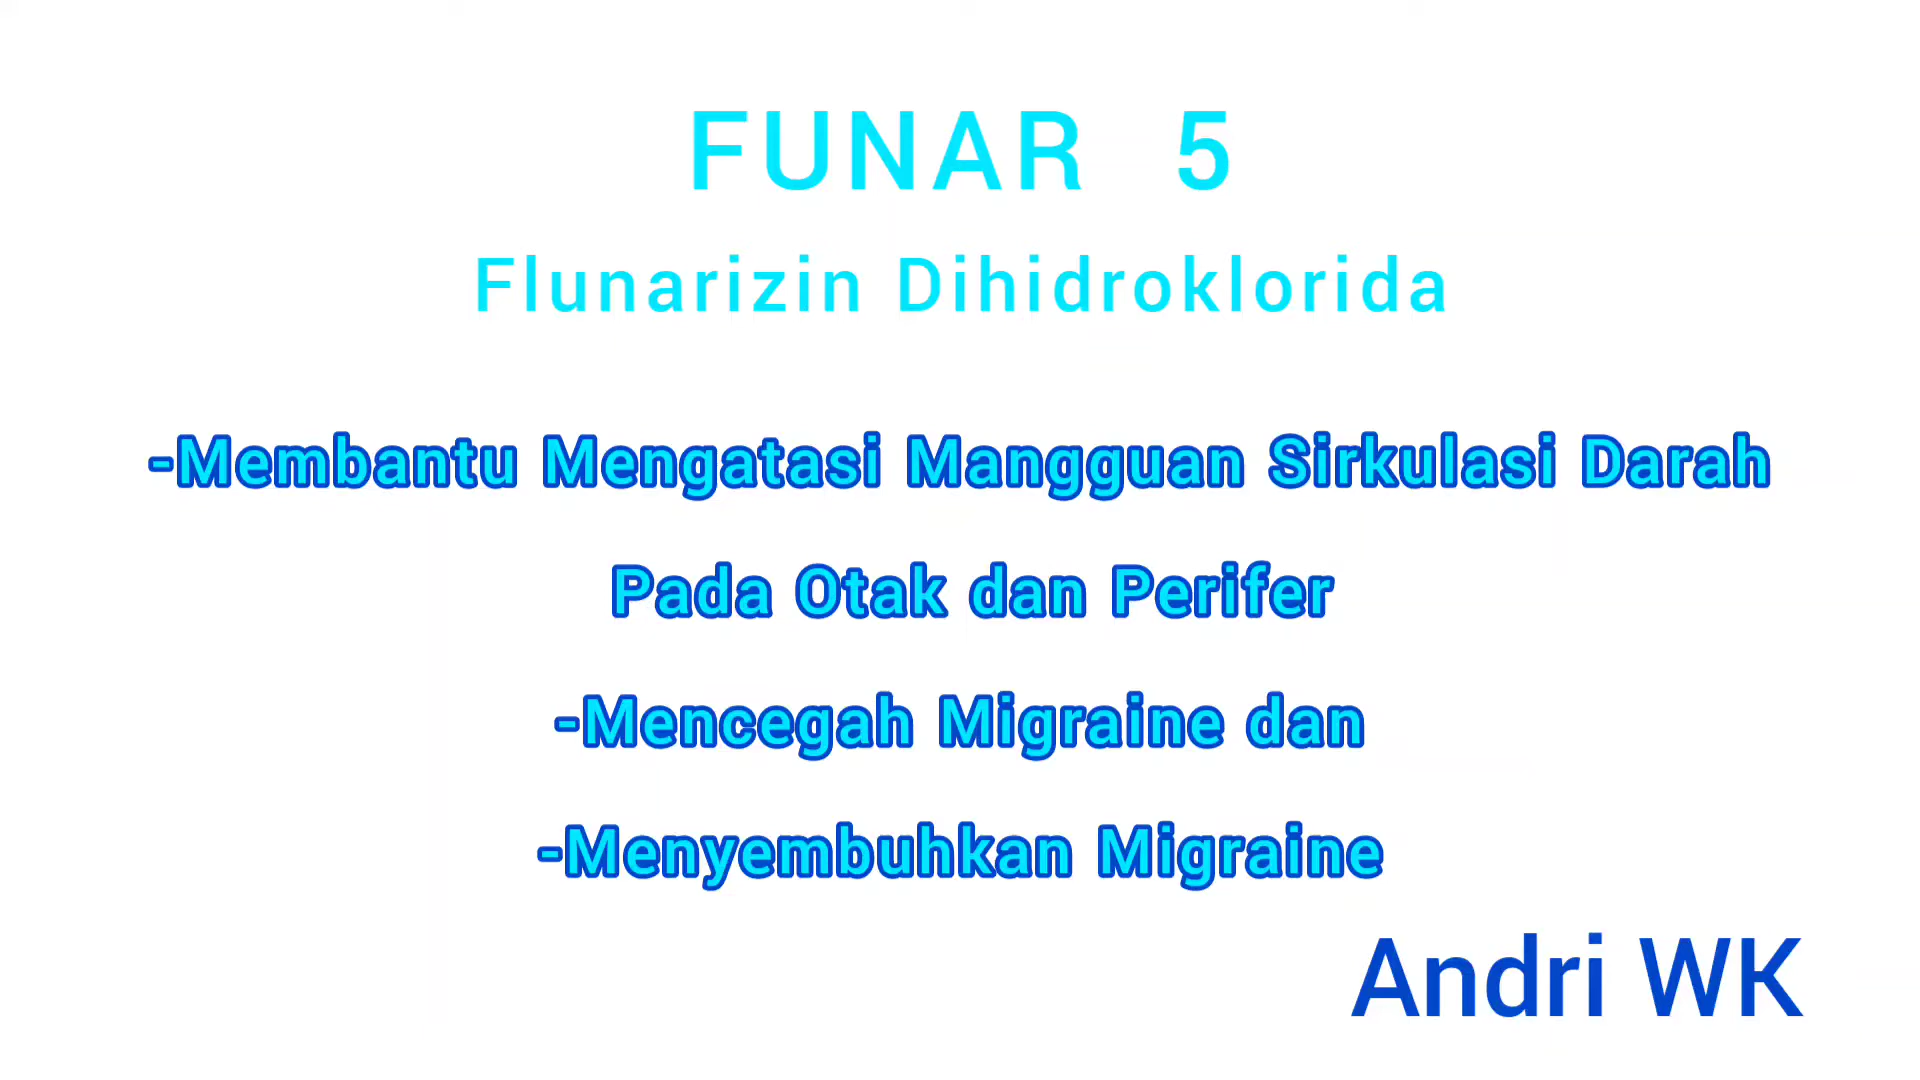 FUNAR 5
Flunarizin Dihidroklorida
-Membantu Mengatasi Mangguan Sirkulasi Darah
Pada Otak dan Perifer
-Mencegah Migraine dan
-Menyembuhkan Migraine
Andri WK